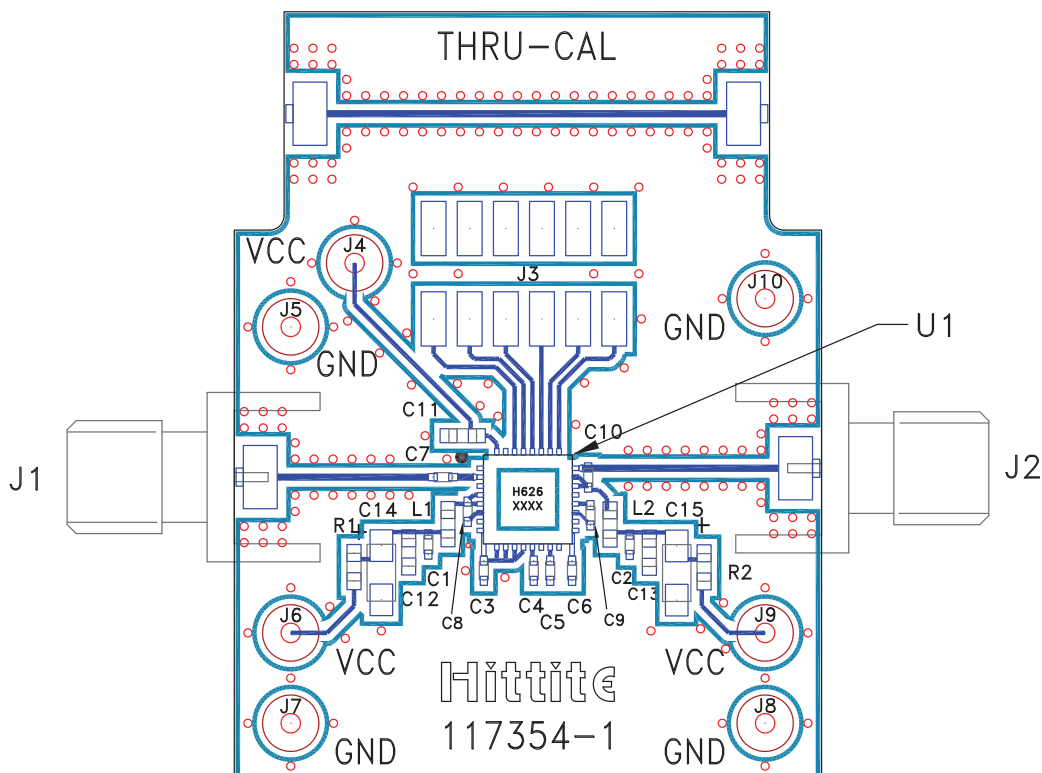 THRU-CAL
VCC
J4
J5
GND
J3
J10
GND
U1
C11
C10
C7
J1
J2
H626
XXXX
C14
L1
L2
C15
R1
+
+
R2
C1
C2
C12
C13
C8
C3
C4
C5
C6
C9
J6
VCC
J9
VCC
Hittite
J7
GND
117354-1
J8
GND